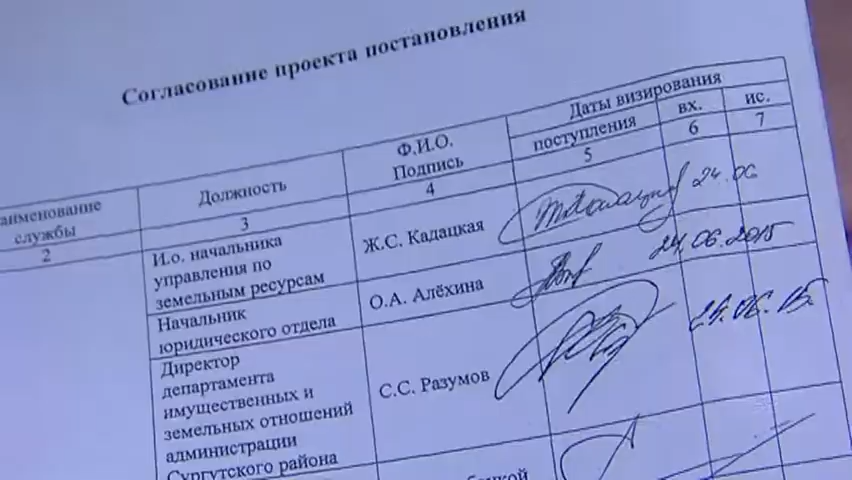 Согласование проекта постановления
Должность
Ф.И.О.
Подпись
Даты визирования
поступления
вх.
ис.
службы
2
3
4
5
6
7
И.о. начальника
управления по
земельным ресурсам
Ж.С. Кадацкая
24.06
Начальник
юридического отдела
О.А. Алёхина
24.06.2015
Директор
департамента
имущественных и
земельных отношений
администрации
Сургутского района
С.С. Разумов
24.06.15.